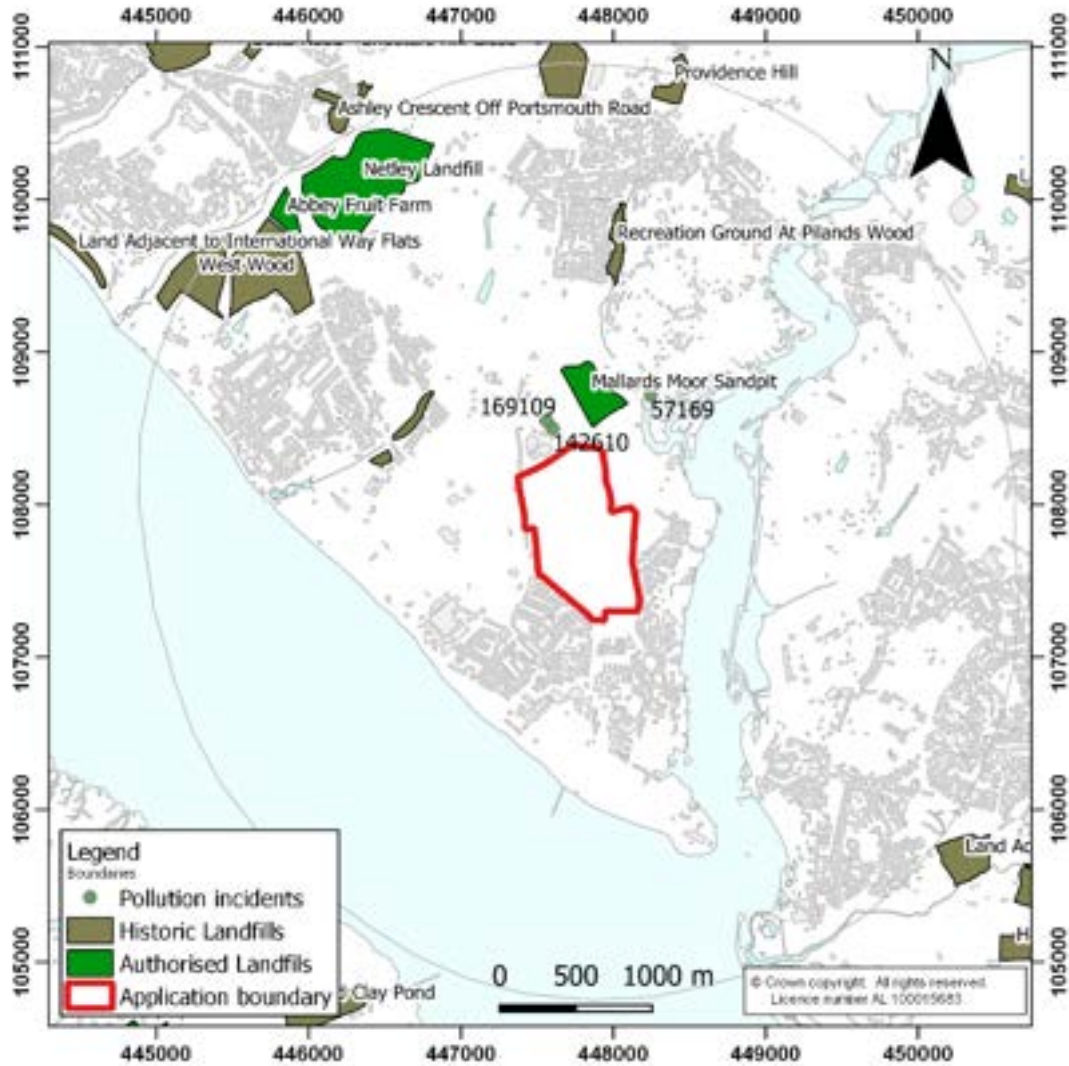 445000 446000 447000 448000 449000 450000
111000 111000
N
Providence Hill
Ashley Crescent Off Portsmouth Road
Netley Landfill
110000 110000
Abbey Fruit Farm
Recreation Ground At Pilands Wood
Land Adjacent to International Way Flats
West Wood
109000 109000
Mallards Moor Sandpit
169109 57169
142610
108000 108000
107000 107000
106000 106000
Land Ac
H
105000 105000
Legend
Boundaries
Pollution incidents
Historic Landfills
Authorised Landfils
Application boundary
Clay Pond
0 500 1000 m
© Crown copyright. All rights reserved.
Licence number AL 100015683
445000 446000 447000 448000 449000 450000